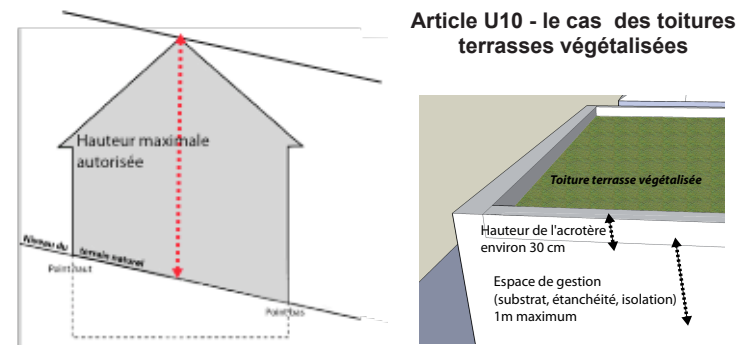 Article U10 - le cas des toitures
terrasses végétalisées
Hauteur maximale
autorisée
Niveau du terrain naturel
Point haut
Point bas
Toiture terrasse végétalisée
Hauteur de l'acrotère
environ 30 cm
Espace de gestion
(substrat, étanchéité, isolation)
1m maximum